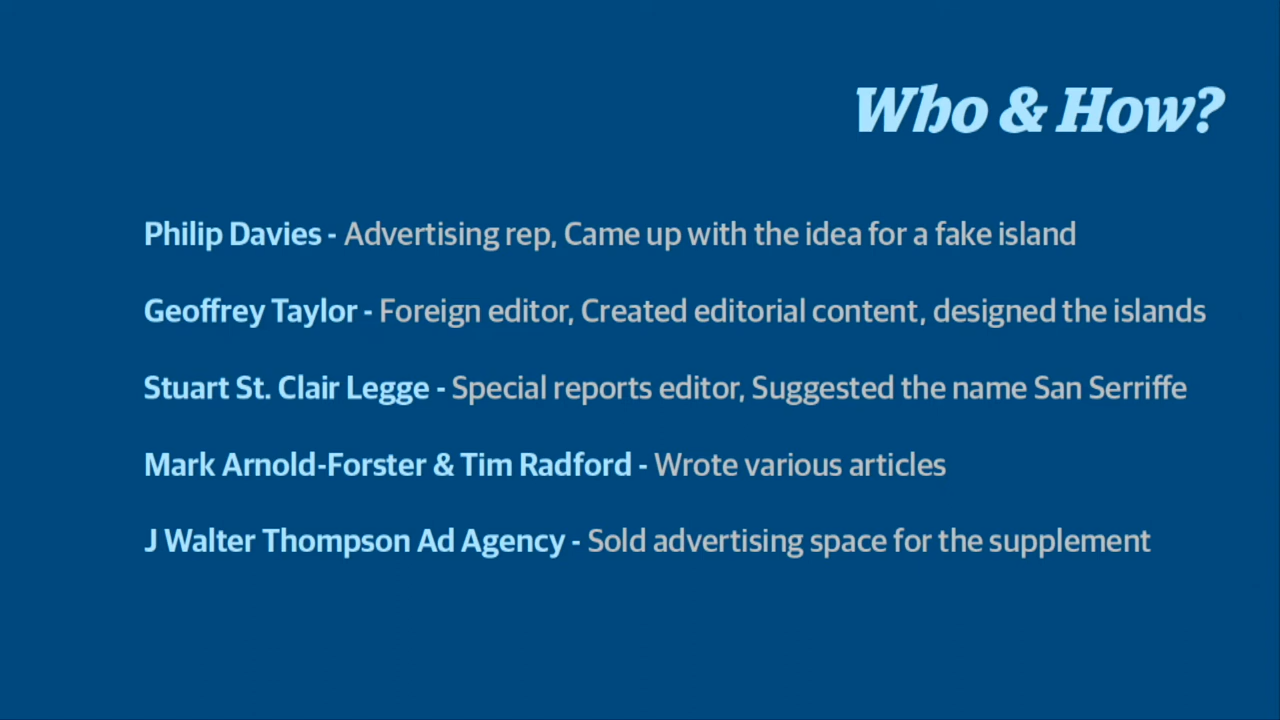 Who & How?
Philip Davies - Advertising rep, Came up with the idea for a fake island
Geoffrey Taylor - Foreign editor, Created editorial content, designed the islands
Stuart St. Clair Legge - Special reports editor, Suggested the name San Serriffe
Mark Arnold-Forster & Tim Radford - Wrote various articles
J Walter Thompson Ad Agency - Sold advertising space for the supplement